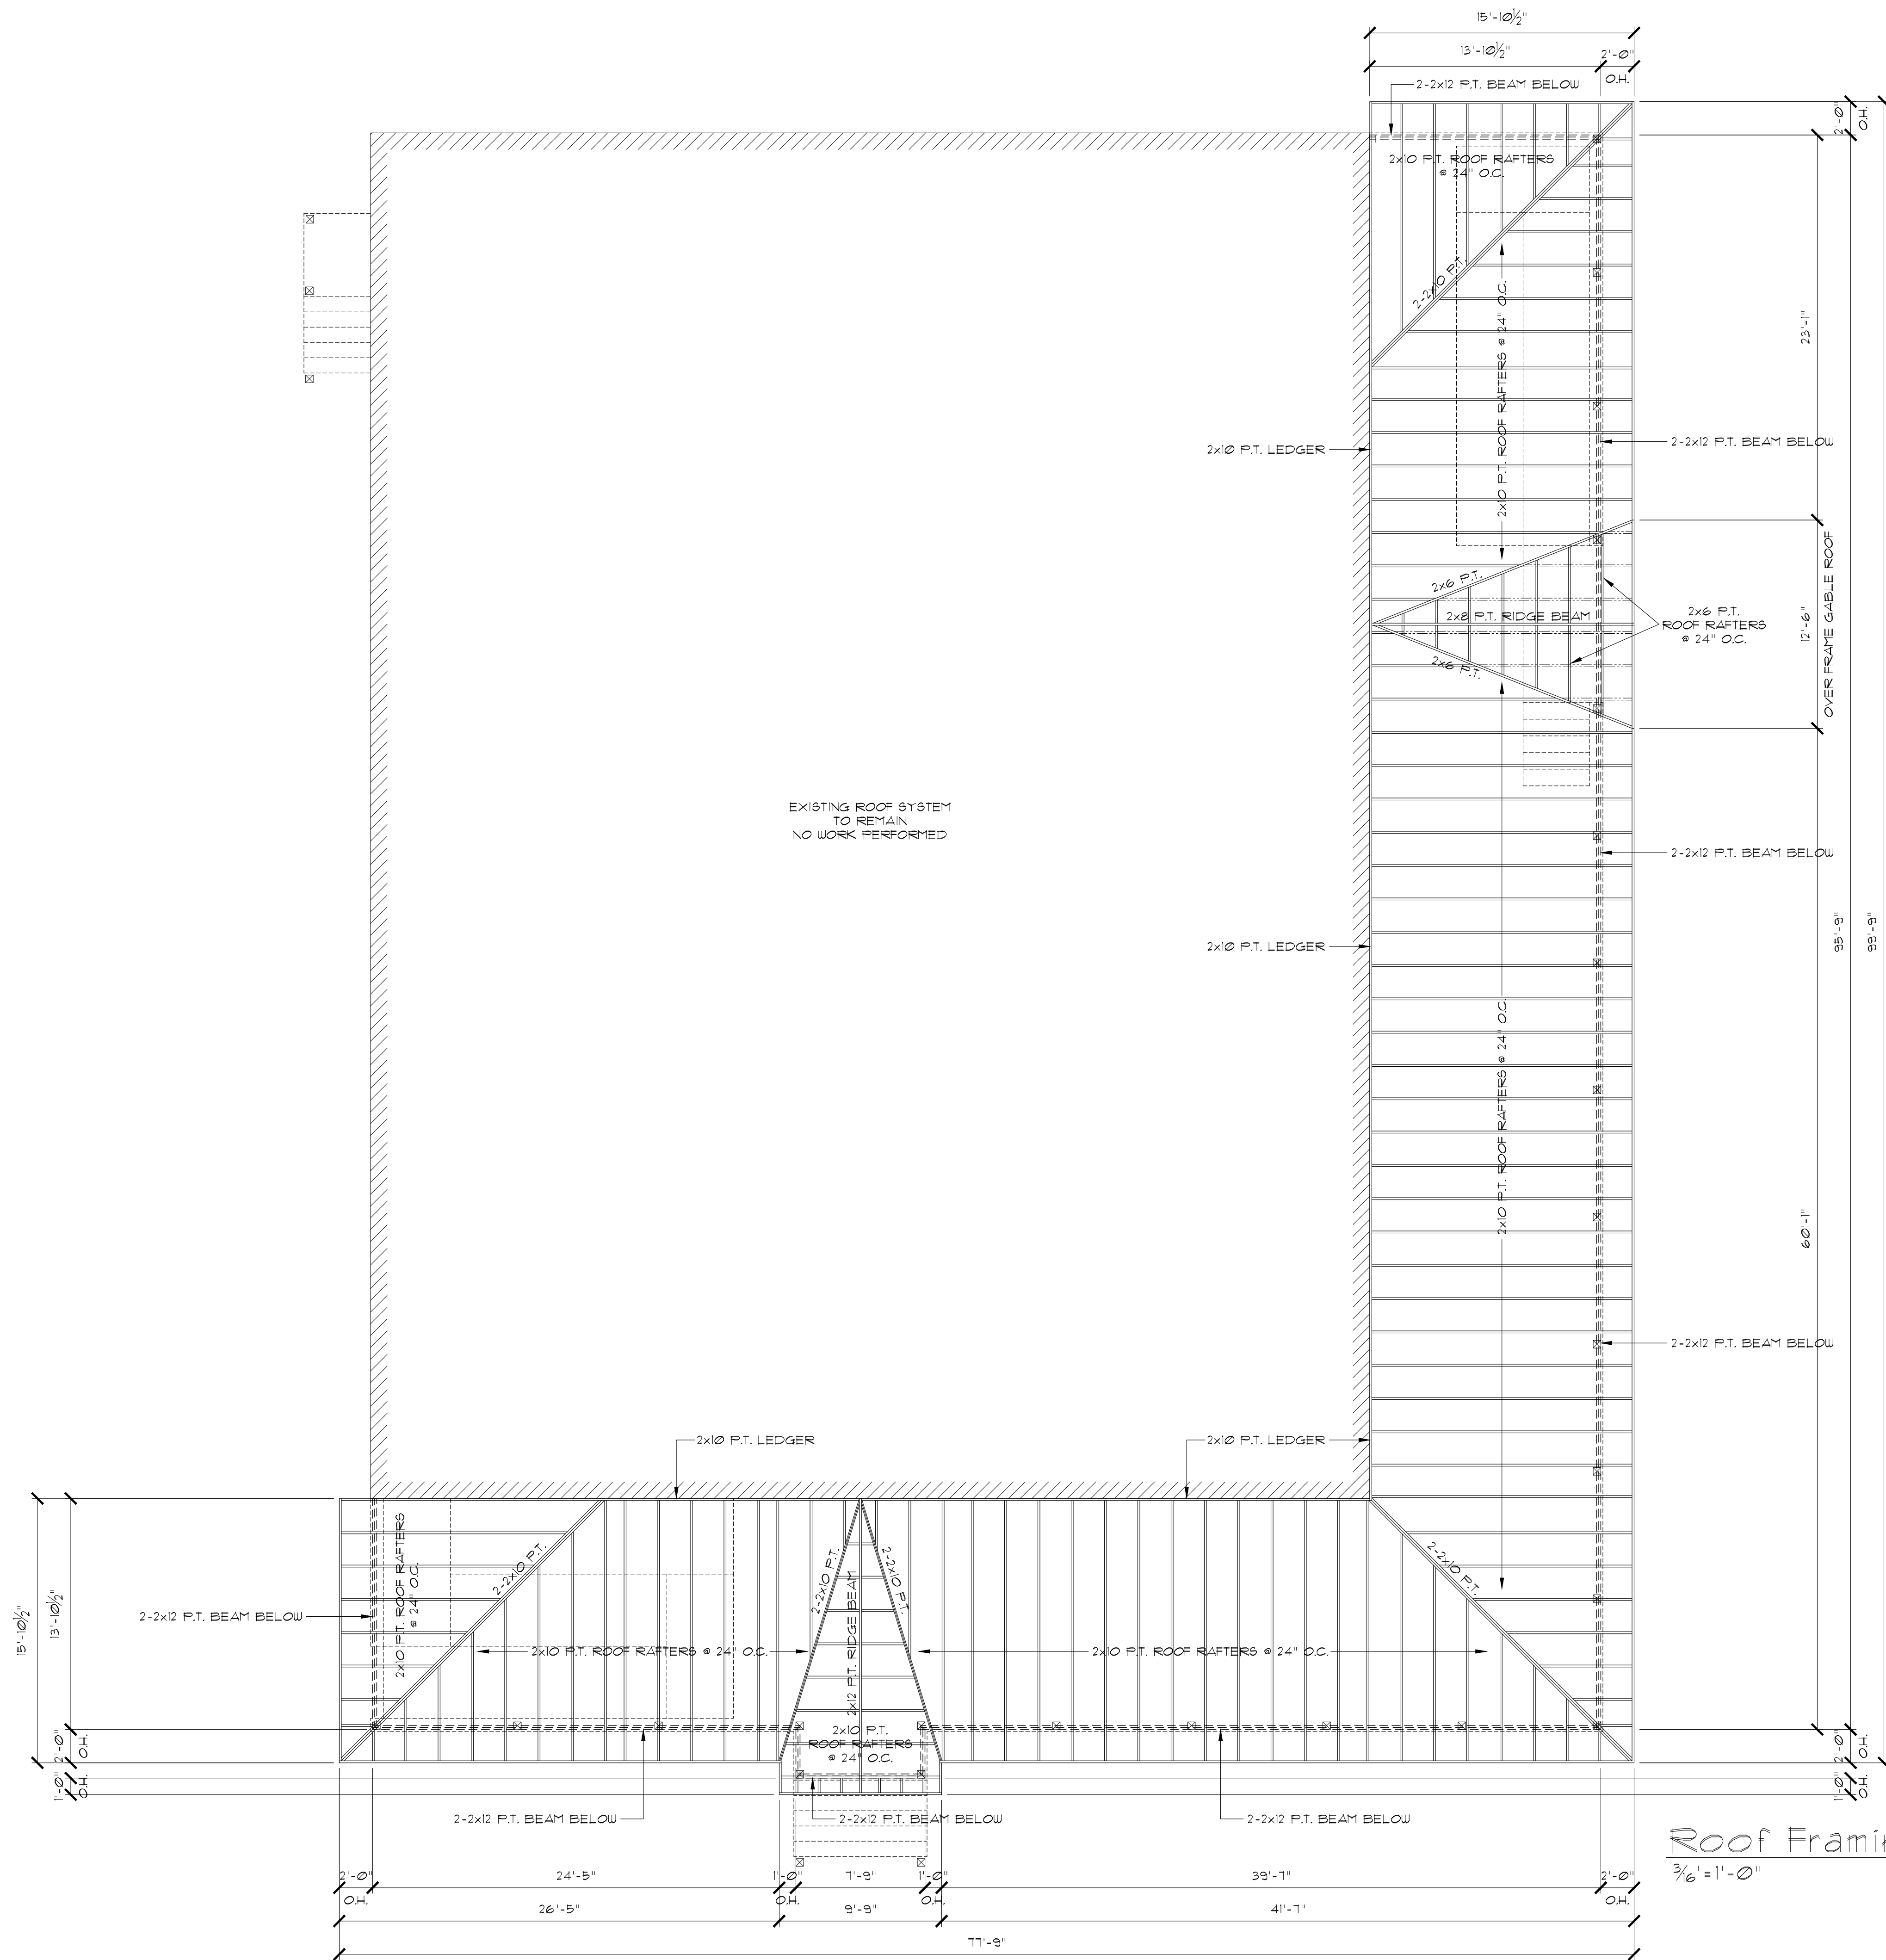 15'-10½"
13'-10½"
2'-0"
O.H.
2-2x12 P.T. BEAM BELOW
2'-0"
O.H.
2x10 P.T. ROOF RAFTERS
@ 24" O.C.
2-2x10 P.T.
2x10 P.T. ROOF RAFTERS @ 24" O.C.
23'-1"
2x10 P.T. LEDGER
2-2x12 P.T. BEAM BELOW
2x6 P.T.
2x8 P.T. RIDGE BEAM
2x6 P.T.
2x6 P.T.
ROOF RAFTERS
@ 24" O.C.
12'-6"
OVER FRAME GABLE ROOF
EXISTING ROOF SYSTEM
TO REMAIN
NO WORK PERFORMED
2-2x12 P.T. BEAM BELOW
2x10 P.T. LEDGER
95'-9"
99'-9"
2x10 P.T. ROOF RAFTERS @ 24" O.C.
60'-1"
2-2x12 P.T. BEAM BELOW
2x10 P.T. LEDGER
2x10 P.T. LEDGER
15'-10½"
13'-10½"
2x10 P.T. ROOF RAFTERS
@ 24" O.C.
2-2x10 P.T.
2-2x10 P.T.
2x12 P.T. RIDGE BEAM
2-2x10 P.T.
2-2x10 P.T.
2-2x12 P.T. BEAM BELOW
2x10 P.T. ROOF RAFTERS @ 24" O.C.
2x10 P.T. ROOF RAFTERS @ 24" O.C.
2x10 P.T.
ROOF RAFTERS
@ 24" O.C.
2'-0"
O.H.
1'-0"
O.H.
2'-0"
O.H.
1'-0"
O.H.
2-2x12 P.T. BEAM BELOW
2-2x12 P.T. BEAM BELOW
2-2x12 P.T. BEAM BELOW
Roof
3/16'=1'-0"
2'-0"
O.H.
24'-5"
1'-0"
O.H.
7'-9"
1'-0"
O.H.
39'-7"
2'-0"
O.H.
26'-5"
9'-9"
41'-7"
77'-9"